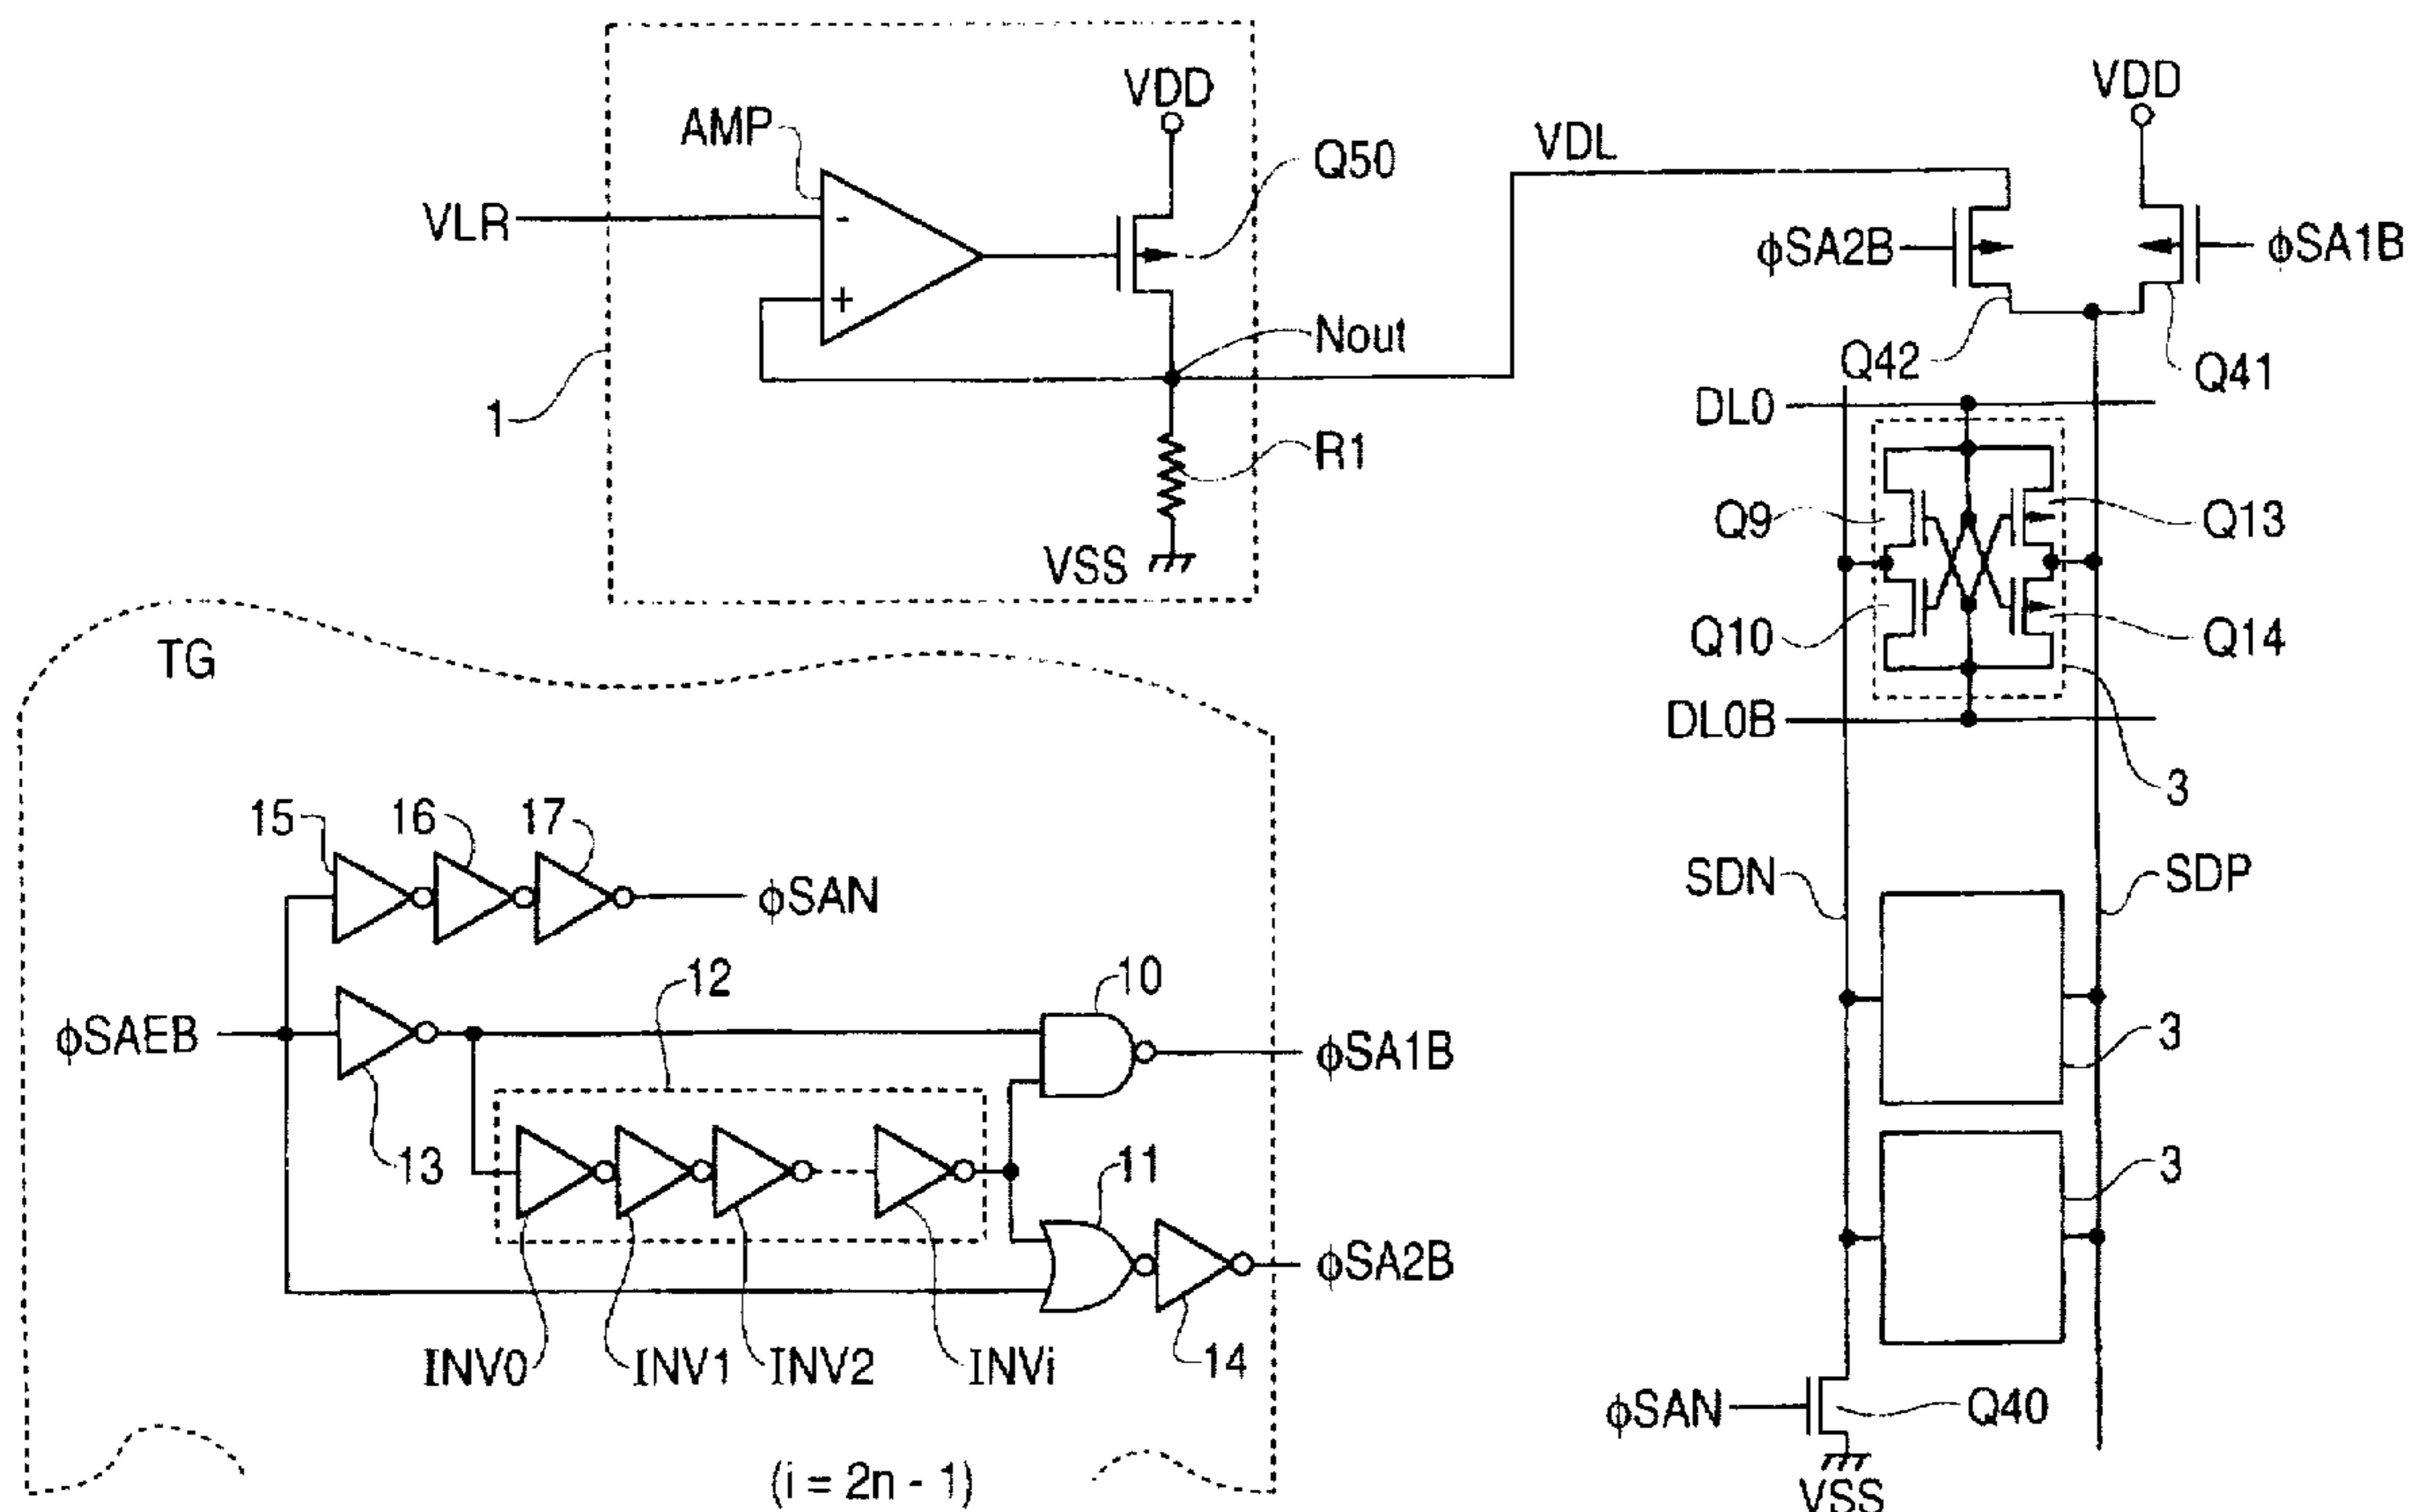 VDD
VDD
AMP
Q50
VDL
VLR
-
ϕSA2B
ϕSA1B
+
Nout
Q42
Q41
1
DL0
R1
Q9
Q13
VSS
Q10
Q14
TG
DL0B
3
15
16
17
SDN
SDP
ϕSAN
12
10
ϕSAEB
ϕSA1B
3
13
11
3
ϕSA2B
INV0
INV1
INV2
INVi
14
ϕSAN
Q40
(i = 2n - 1)
VSS